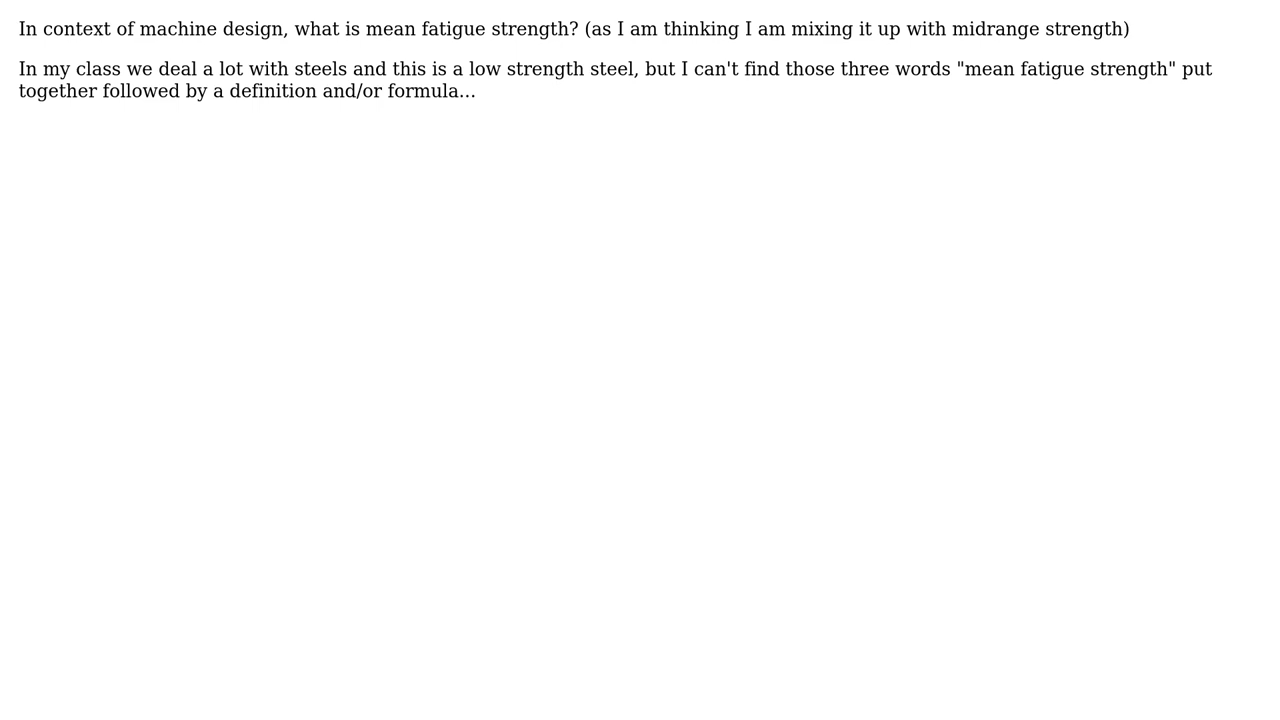 In context of machine design, what is mean fatigue strength? (as I am thinking I am mixing it up with midrange strength)
In my class we deal a lot with steels and this is a low strength steel, but I can't find those three words "mean fatigue strength" put
together followed by a definition and/or formula...